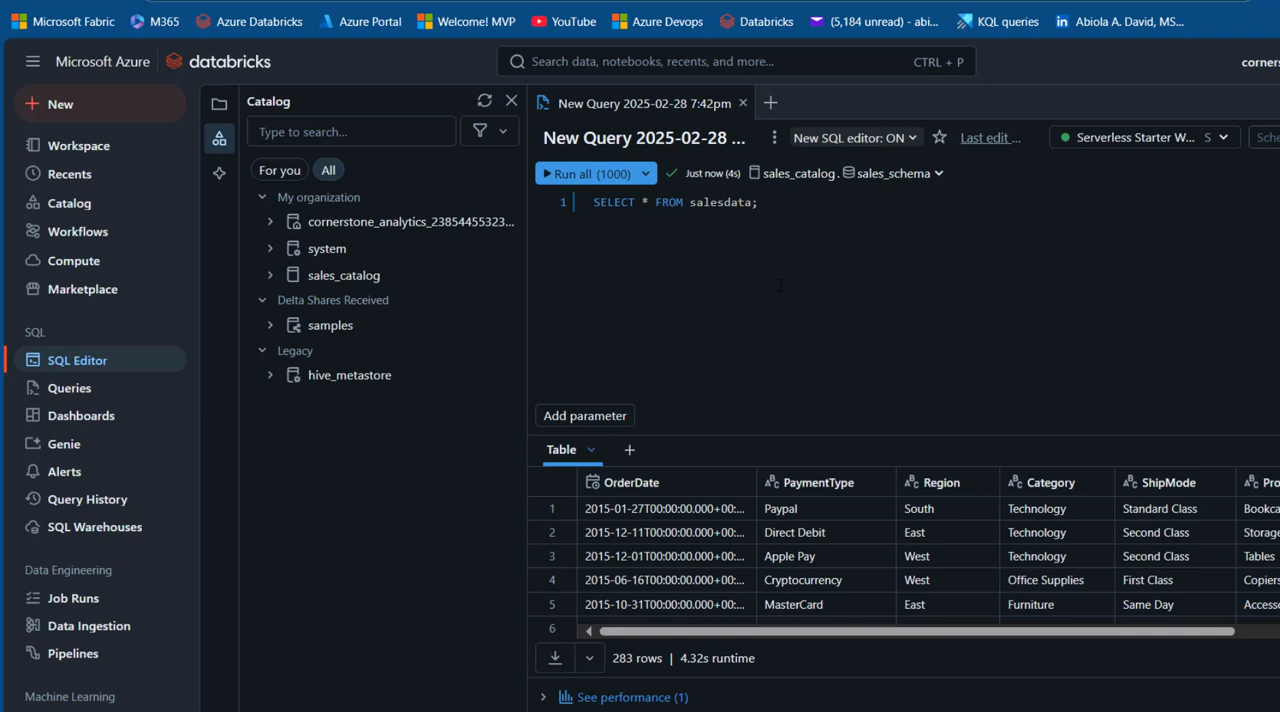 Microsoft Fabric M365 Azure Databricks Azure Portal Welcome! MVP YouTube Azure Devops Databricks (5,184 unread) - abi... KQL queries Abiola A. David, MS...
Microsoft Azure databricks Search data, notebooks, recents, and more... CTRL + P corners
New
Workspace
Recents
Catalog
Workflows
Compute
Marketplace
SQL
SQL Editor
Queries
Dashboards
Genie
Alerts
Query History
SQL Warehouses
Data Engineering
Job Runs
Data Ingestion
Pipelines
Machine Learning
Catalog
Type to search...
For you All
My organization
cornerstone_analytics_23854455323...
system
sales_catalog
Delta Shares Received
samples
Legacy
hive_metastore
New Query 2025-02-28 7:42pm
New Query 2025-02-28 ... New SQL editor: ON Last edit ... Serverless Starter W... S Sche
Run all (1000) Just now (4s) sales_catalog . sales_schema
1 SELECT * FROM salesdata;
Add parameter
Table
OrderDate PaymentType Region Category ShipMode Pro
1 2015-01-27T00:00:00.000+00:... Paypal South Technology Standard Class Bookca
2 2015-12-11T00:00:00.000+00:... Direct Debit East Technology Second Class Storag
3 2015-12-01T00:00:00.000+00:... Apple Pay West Technology Second Class Tables
4 2015-06-16T00:00:00.000+00:... Cryptocurrency West Office Supplies First Class Copiers
5 2015-10-31T00:00:00.000+00:... MasterCard East Furniture Same Day Access
6
283 rows | 4.32s runtime
See performance (1)